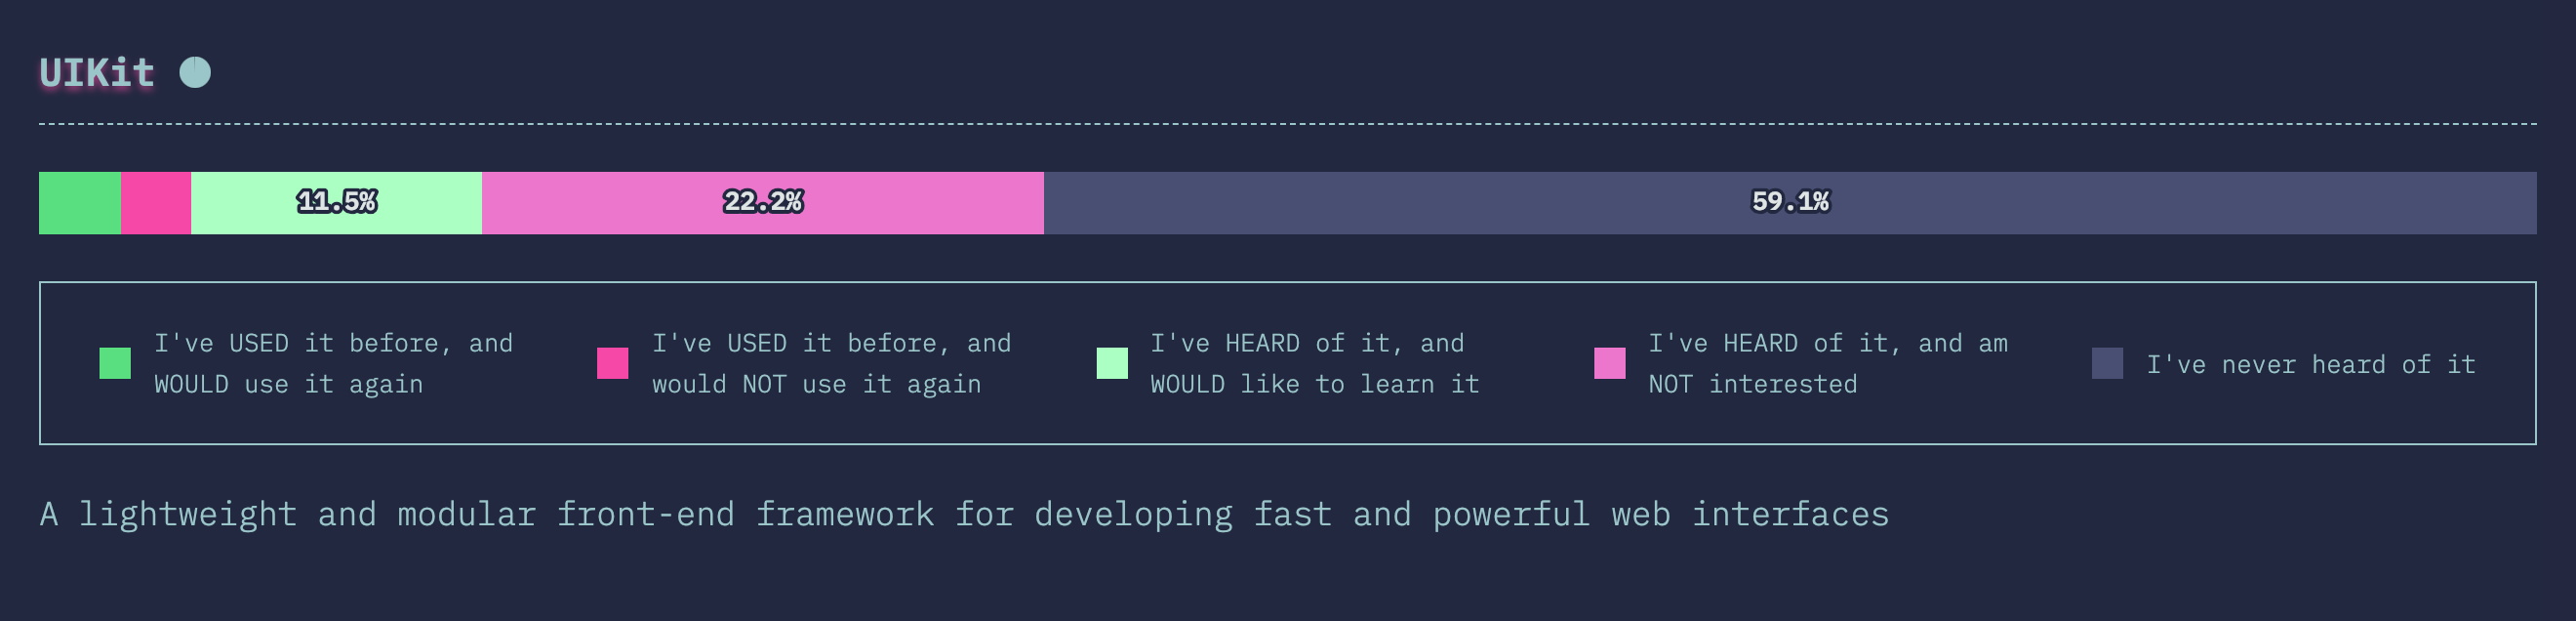 UIKit
11.5% 22.2% 59.1%
I've USED it before, and
WOULD use it again
I've USED it before, and
would NOT use it again
I've HEARD of it, and
WOULD like to learn it
I've HEARD of it, and am
NOT interested
I've never heard of it
A lightweight and modular front-end framework for developing fast and powerful web interfaces